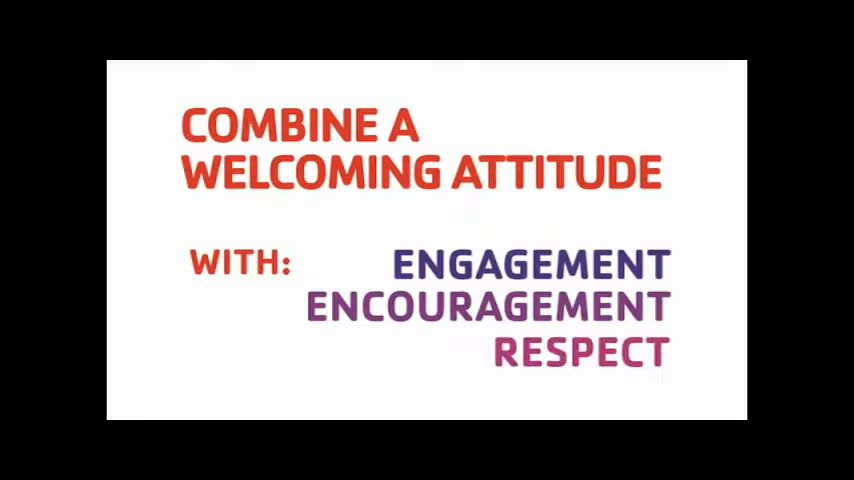 COMBINE A
WELCOMING ATTITUDE
WITH: ENGAGEMENT
ENCOURAGEMENT
RESPECT